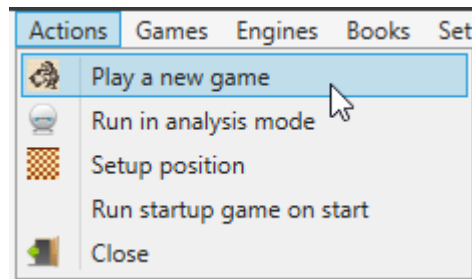 Actions Games Engines Books Set
Play a new game
Run in analysis mode
Setup position
Run startup game on start
Close